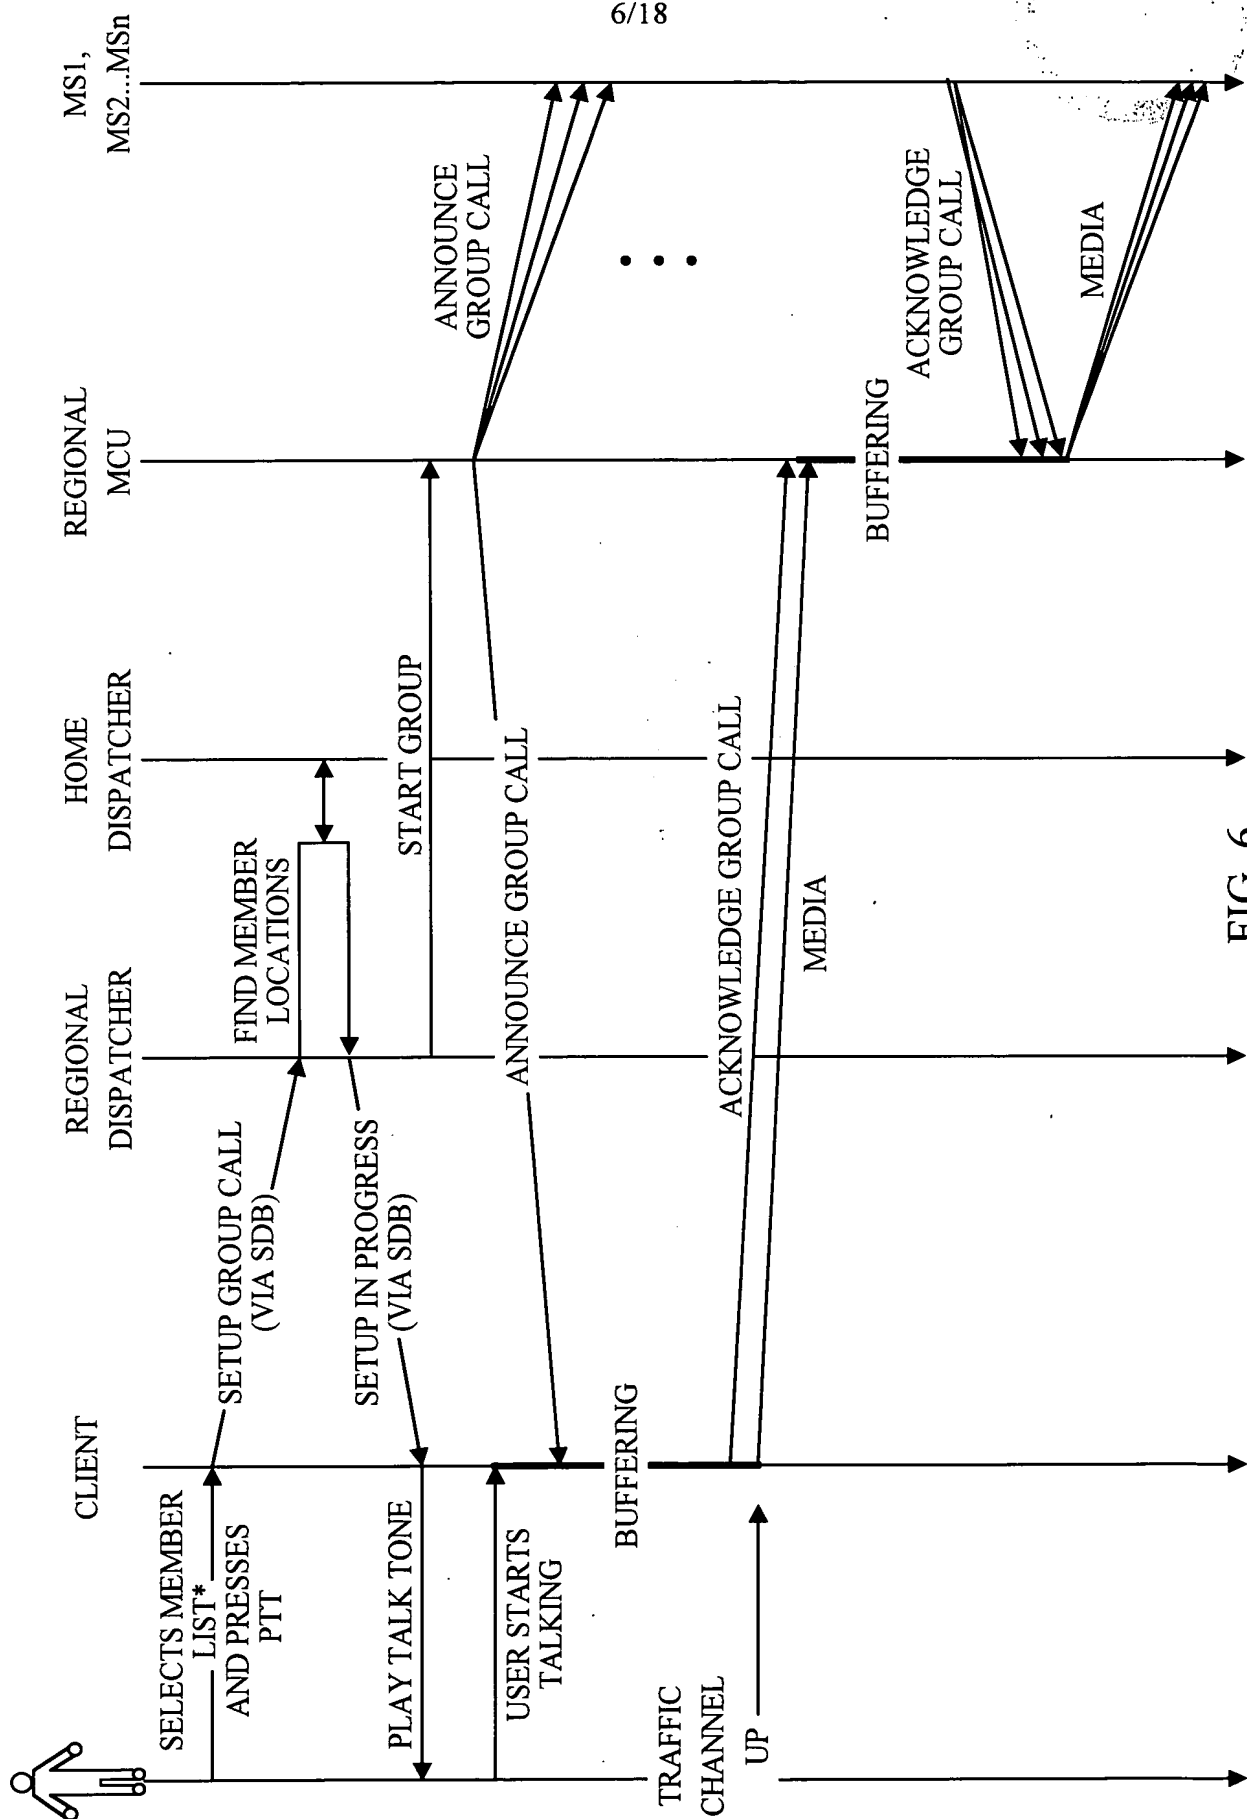 6/18
CLIENT
REGIONAL
DISPATCHER
HOME
DISPATCHER
REGIONAL
MCU
MS1,
MS2...MSn
SELECTS MEMBER
LIST*
AND PRESSES
PTT
SETUP GROUP CALL
(VIA SDB)
FIND MEMBER
LOCATIONS
SETUP IN PROGRESS
(VIA SDB)
PLAY TALK TONE
START GROUP
ANNOUNCE
GROUP CALL
USER STARTS
TALKING
ANNOUNCE GROUP CALL
BUFFERING
TRAFFIC
CHANNEL
UP
ACKNOWLEDGE GROUP CALL
MEDIA
BUFFERING
ACKNOWLEDGE
GROUP CALL
MEDIA
FIG. 6